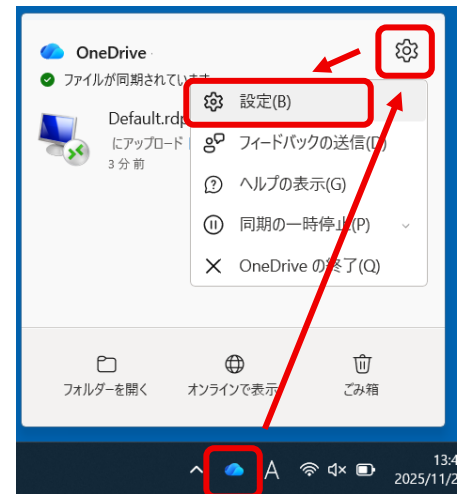 OneDrive
ファイルが同期されています
設定(B)
Default.rdp
にアップロード
フィードバックの送信(D)
3 分前
ヘルプの表示(G)
同期の一時停止(P)
OneDrive の終了(Q)
フォルダーを開く
オンラインで表示
ごみ箱
A
13:4
2025/11/2